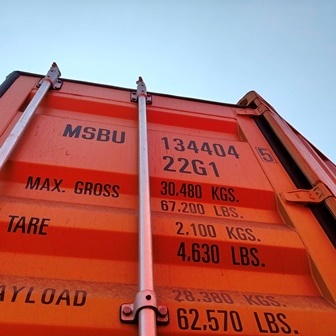 MSBU 134404 5
22G1
MAX. GROSS 30.480 KGS.
67.200 LBS.
TARE 2.100 KGS.
4,630 LBS.
AYLOAD 28.380 KGS.
62,570 LBS.